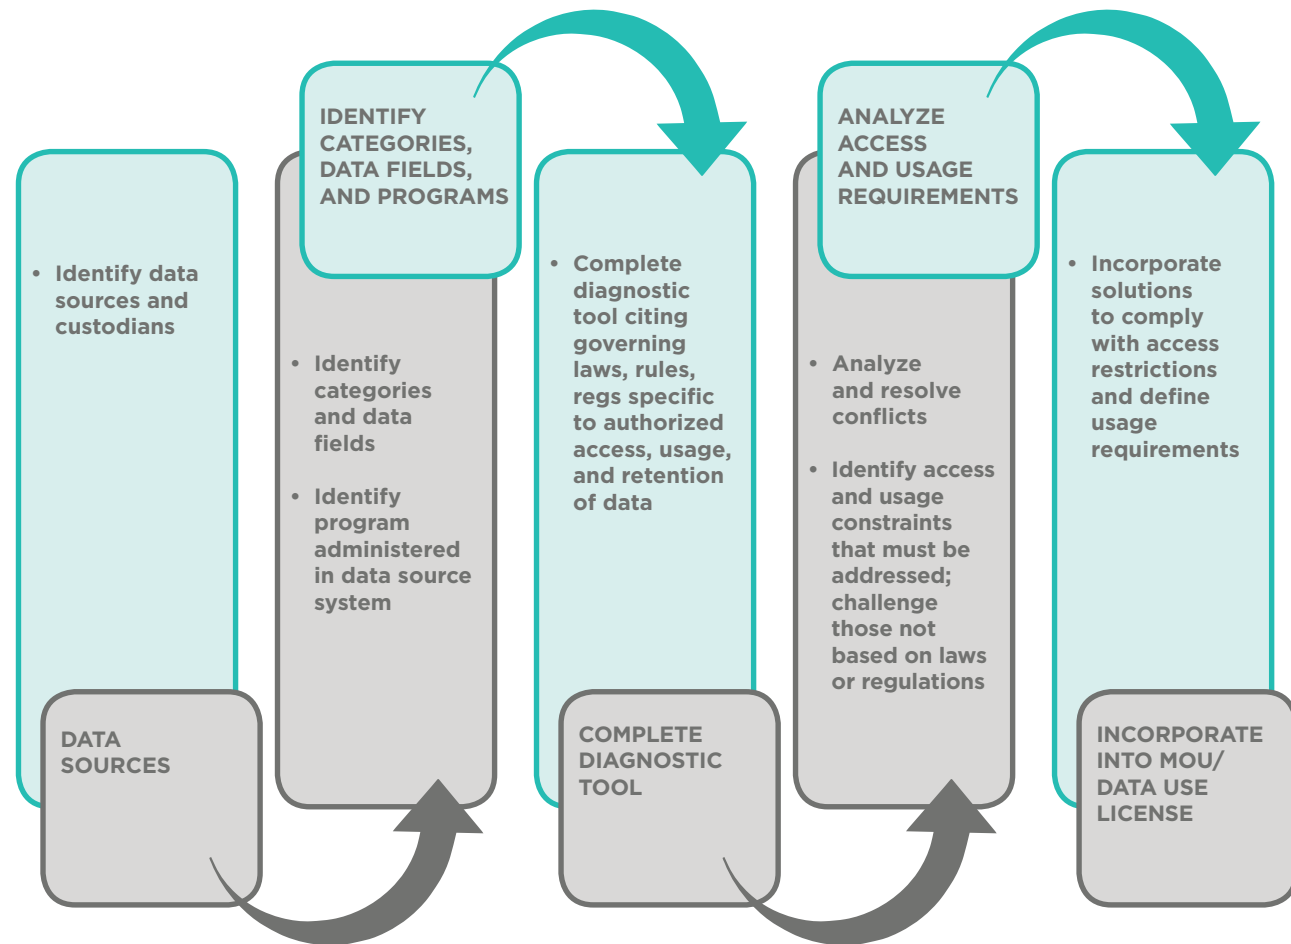 DATA
SOURCES
• Identify data
sources and
custodians
IDENTIFY
CATEGORIES,
DATA FIELDS,
AND PROGRAMS
• Identify
categories
and data
fields
• Identify
program
administered
in data source
system
COMPLETE
DIAGNOSTIC
TOOL
• Complete
diagnostic
tool citing
governing
laws, rules,
regs specific
to authorized
access, usage,
and retention
of data
ANALYZE
ACCESS
AND USAGE
REQUIREMENTS
• Analyze
and resolve
conflicts
• Identify access
and usage
constraints
that must be
addressed;
challenge
those not
based on laws
or regulations
INCORPORATE
INTO MOU/
DATA USE
LICENSE
• Incorporate
solutions
to comply
with access
restrictions
and define
usage
requirements